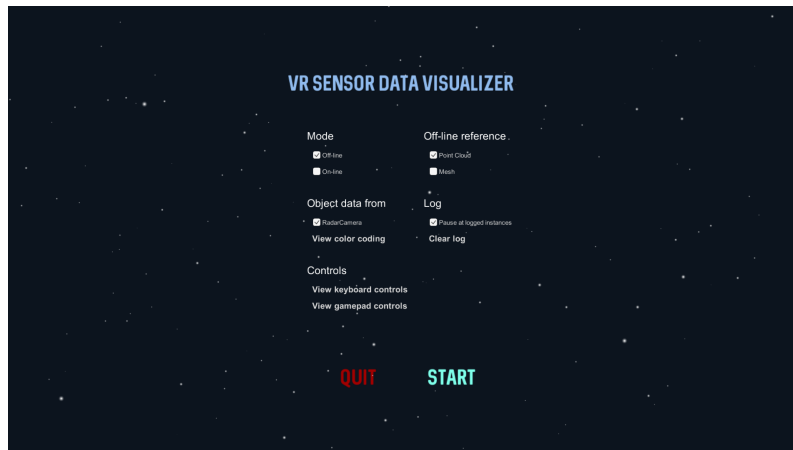 VR SENSOR DATA VISUALIZER
Mode
Off-line
On-line
Off-line reference
Point Cloud
Mesh
Object data from
RadarCamera
View color coding
Log
Pause at logged instances
Clear log
Controls
View keyboard controls
View gamepad controls
QUIT
START